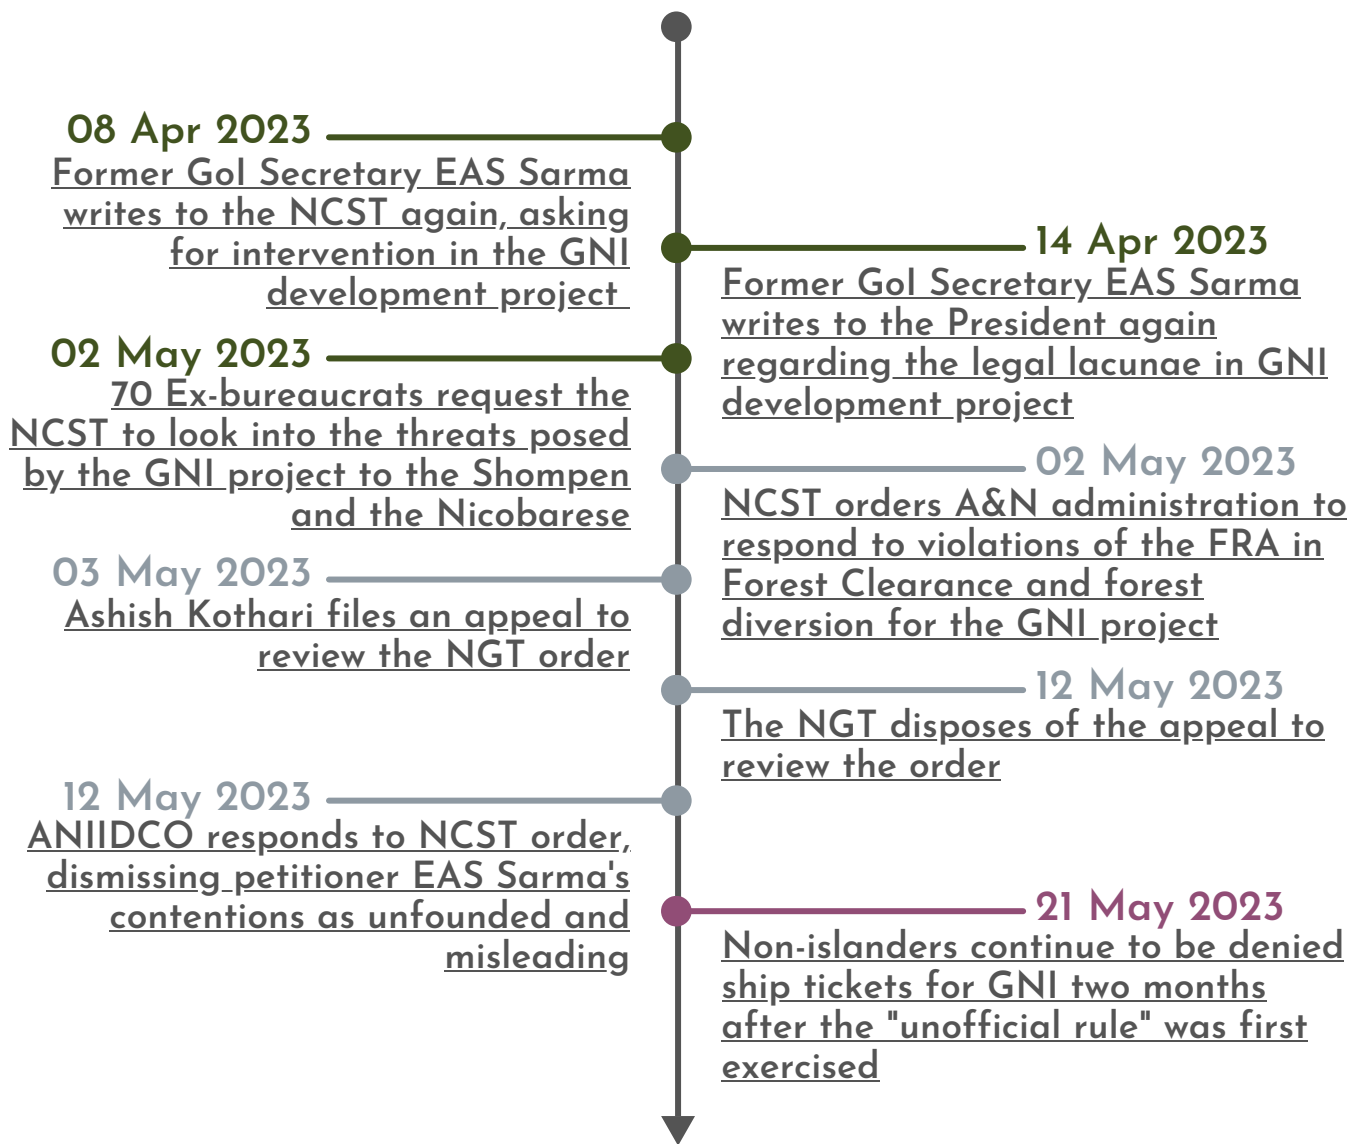 08 Apr 2023
Former GoI Secretary EAS Sarma
writes to the NCST again, asking
for intervention in the GNI
development project
14 Apr 2023
Former GoI Secretary EAS Sarma
writes to the President again
regarding the legal lacunae in GNI
development project
02 May 2023
70 Ex-bureaucrats request the
NCST to look into the threats posed
by the GNI project to the Shompen
and the Nicobarese
02 May 2023
NCST orders A&N administration to
respond to violations of the FRA in
Forest Clearance and forest
diversion for the GNI project
03 May 2023
Ashish Kothari files an appeal to
review the NGT order
12 May 2023
The NGT disposes of the appeal to
review the order
12 May 2023
ANIIDCO responds to NCST order,
dismissing petitioner EAS Sarma's
contentions as unfounded and
misleading
21 May 2023
Non-islanders continue to be denied
ship tickets for GNI two months
after the "unofficial rule" was first
exercised